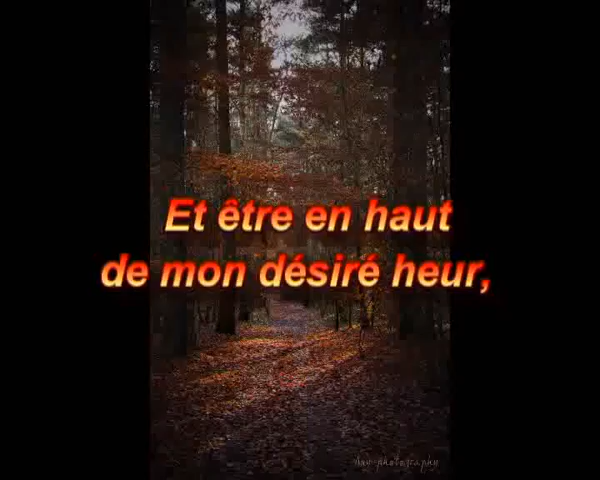 Et être en haut
de mon désiré heur,